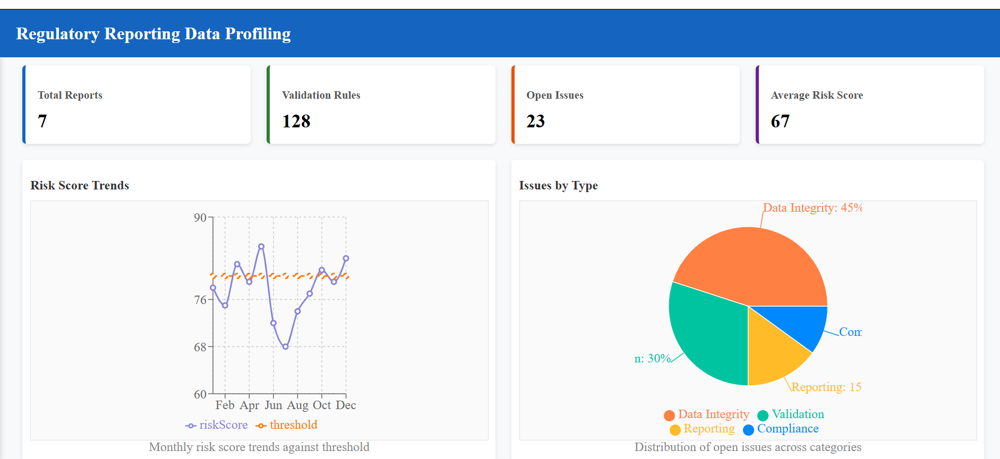 Regulatory Reporting Data Profiling
Total Reports
7
Validation Rules
128
Open Issues
23
Average Risk Score
67
Risk Score Trends
90
76
68
60
Feb Apr Jun Aug Oct Dec
riskScore threshold
Monthly risk score trends against threshold
Issues by Type
Data Integrity: 45%
Com
n: 30%
Reporting: 15
Data Integrity Validation
Reporting Compliance
Distribution of open issues across categories